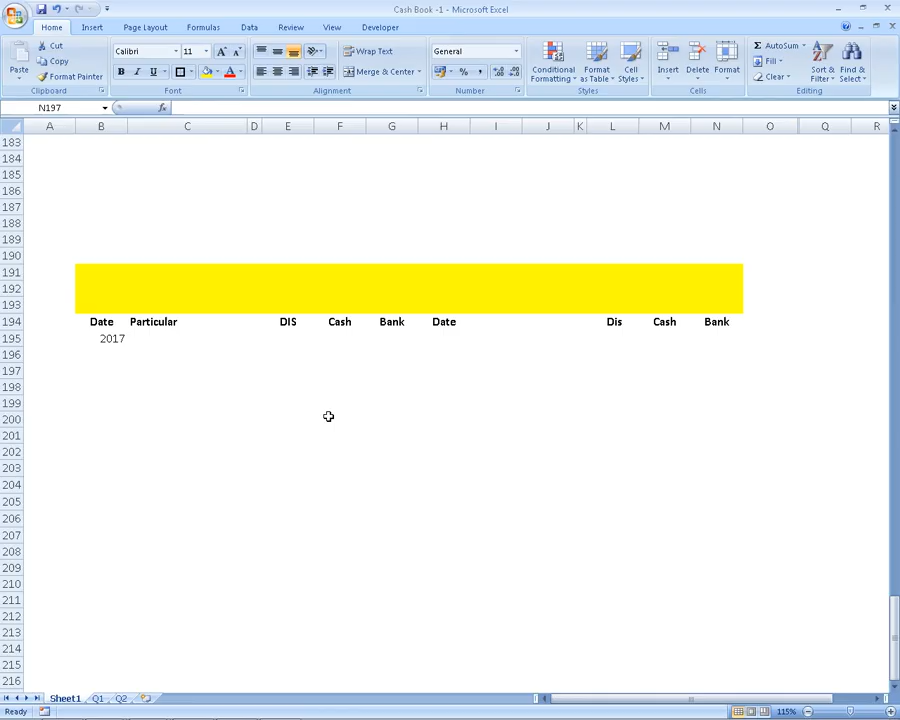 Cash Book -1 - Microsoft Excel
Home Insert Page Layout Formulas Data Review View Developer
Paste Cut Copy Format Painter Clipboard
Calibri 11 A A B I U A Font
Wrap Text Merge & Center Alignment
General % , Number
Conditional Formatting Format as Table Cell Styles Styles
Insert Delete Format Cells
Σ AutoSum Fill Clear Sort & Filter Find & Select Editing
N197 fx
A B C D E F G H I J K L M N O Q R
183
184
185
186
187
188
189
190
191
192
193
194 Date Particular DIS Cash Bank Date Dis Cash Bank
195 2017
196
197
198
199
200
201
202
203
204
205
206
207
208
209
210
211
212
213
214
215
216
Sheet1 Q1 Q2
Ready 115%